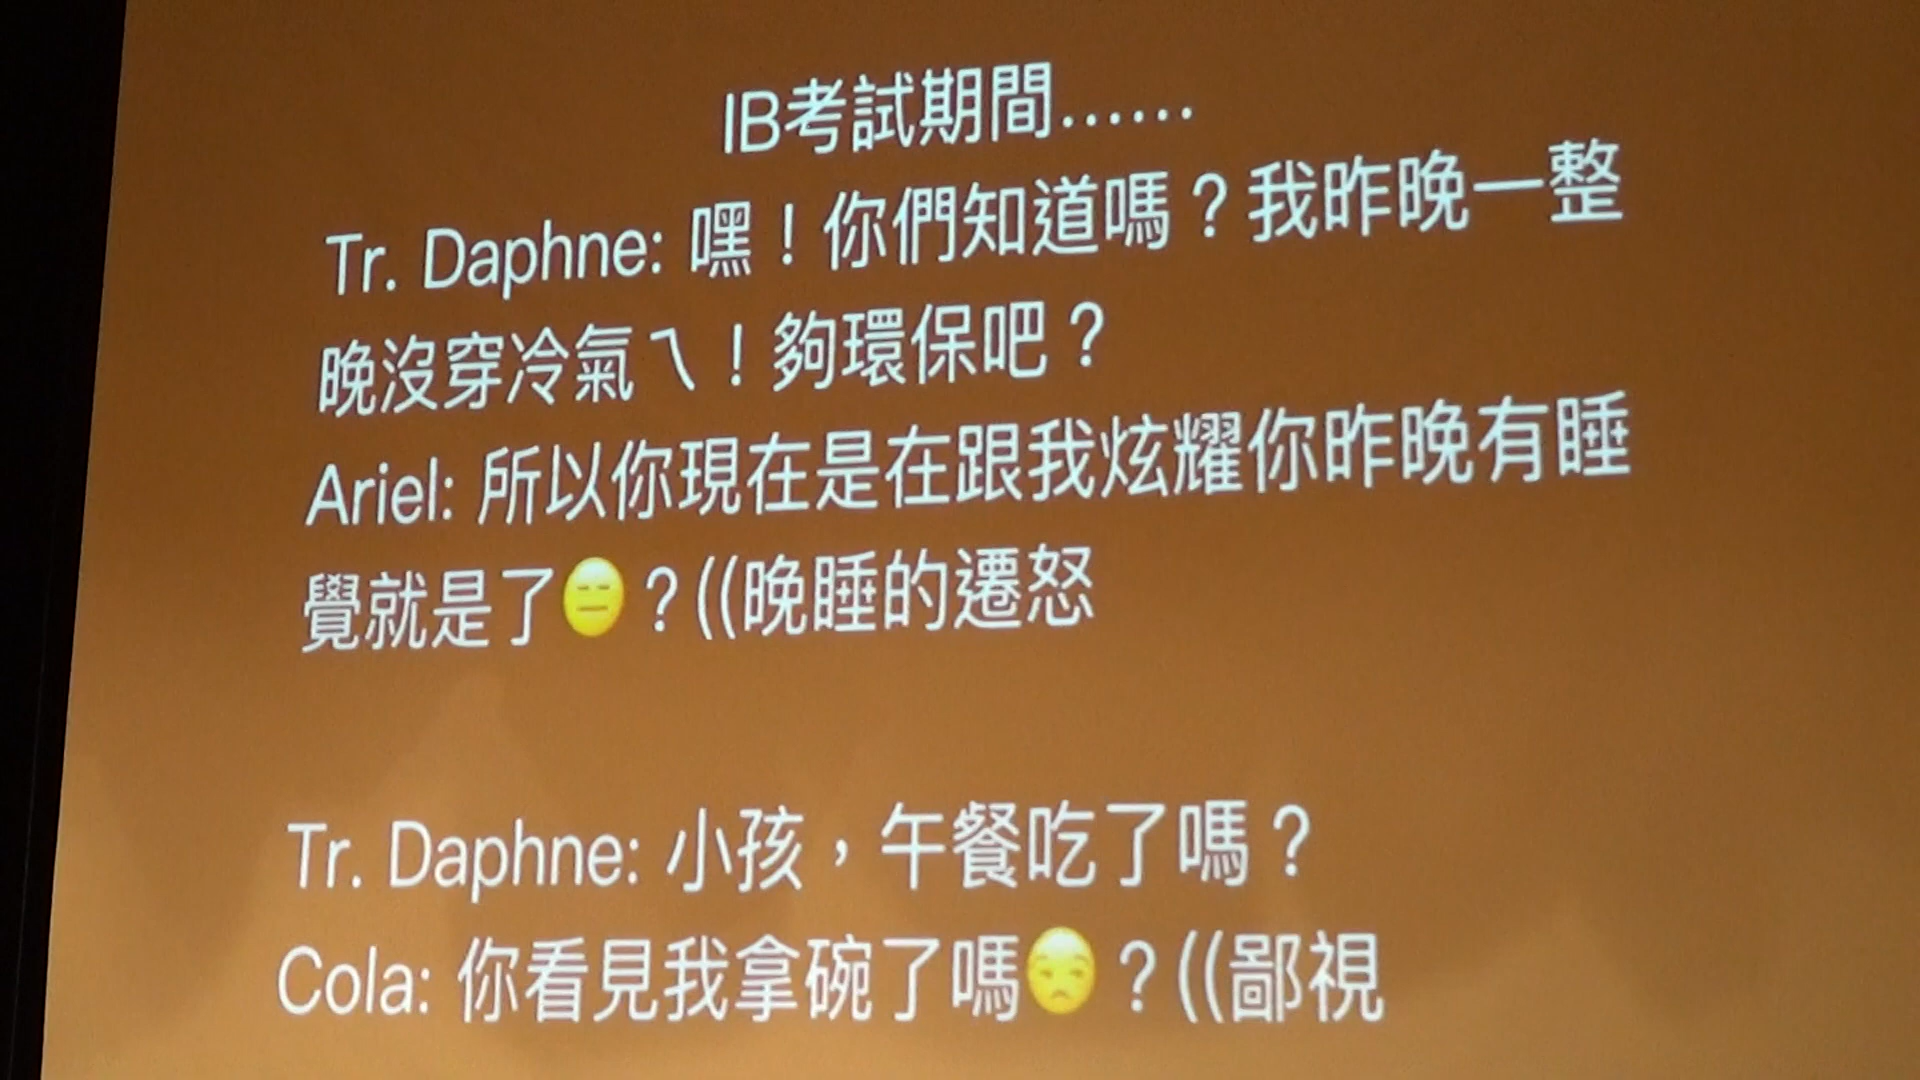 IB考試期間……
Tr. Daphne: 嘿！你們知道嗎？我昨晚一整
晚沒穿冷氣ㄟ！夠環保吧？
Ariel: 所以你現在是在跟我炫耀你昨晚有睡
覺就是了😑？((晚睡的遷怒
Tr. Daphne: 小孩，午餐吃了嗎？
Cola: 你看見我拿碗了嗎😒？((鄙視